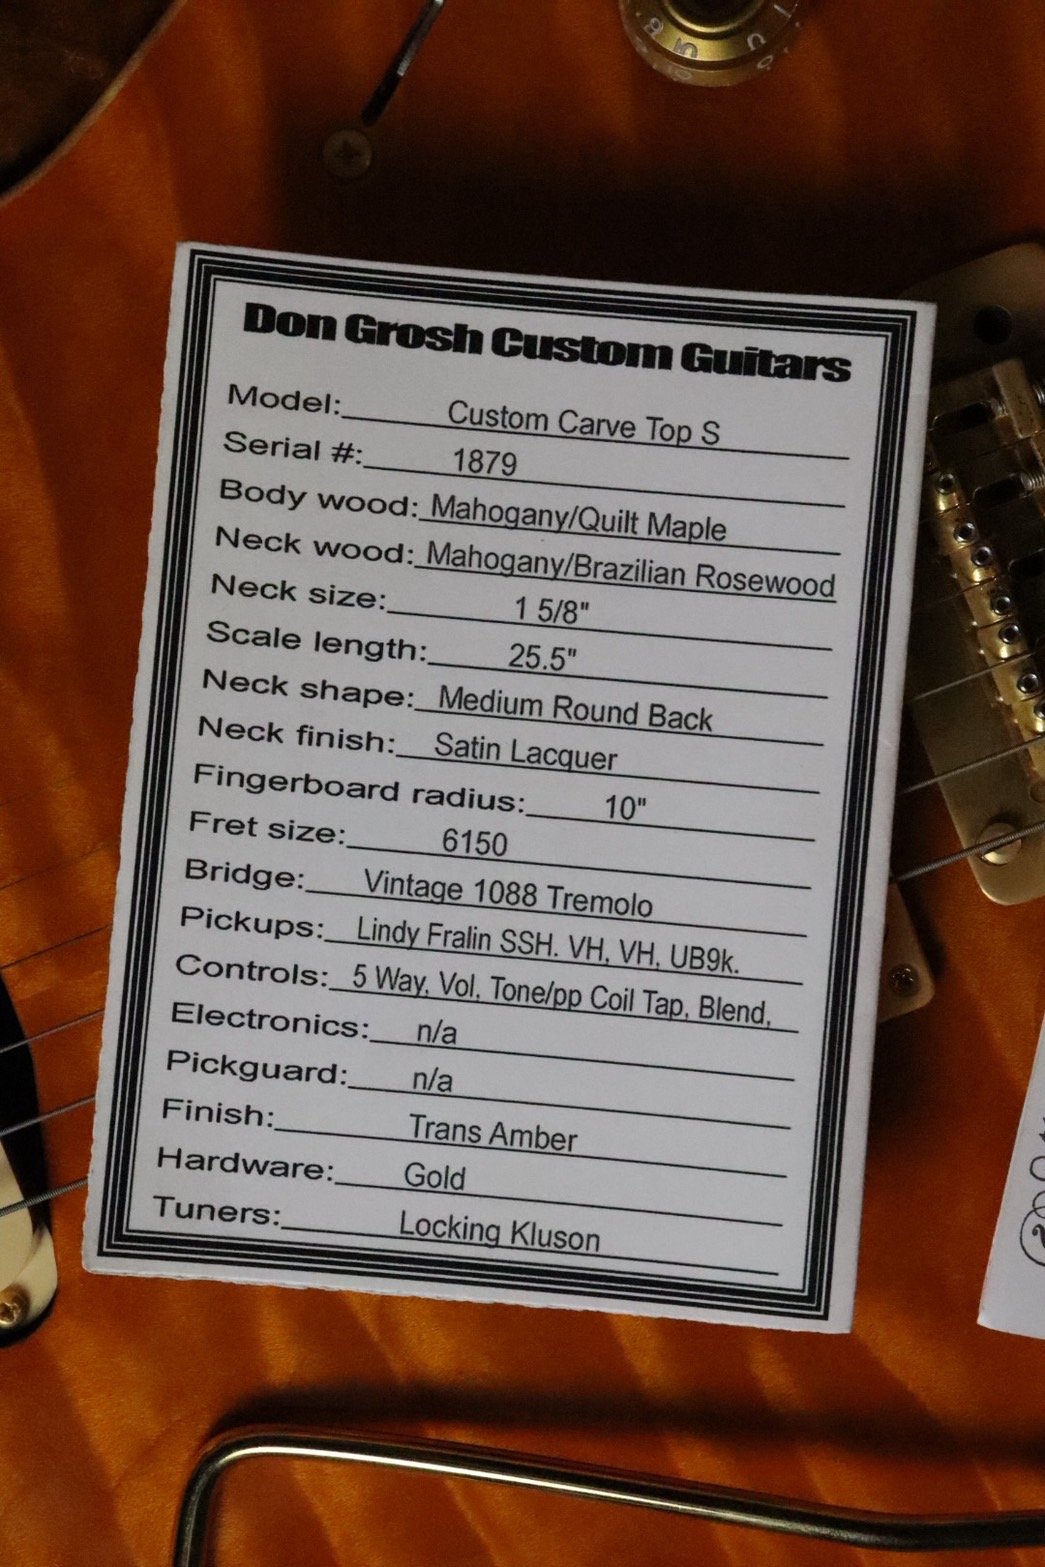 Don Grosh Custom Guitars
Model: Custom Carve Top S
Serial #: 1879
Body wood: Mahogany/Quilt Maple
Neck wood: Mahogany/Brazilian Rosewood
Neck size: 1 5/8"
Scale length: 25.5"
Neck shape: Medium Round Back
Neck finish: Satin Lacquer
Fingerboard radius: 10"
Fret size: 6150
Bridge: Vintage 1088 Tremolo
Pickups: Lindy Fralin SSH. VH, VH, UB9k.
Controls: 5 Way, Vol, Tone/pp Coil Tap, Blend,
Electronics: n/a
Pickguard: n/a
Finish: Trans Amber
Hardware: Gold
Tuners: Locking Kluson